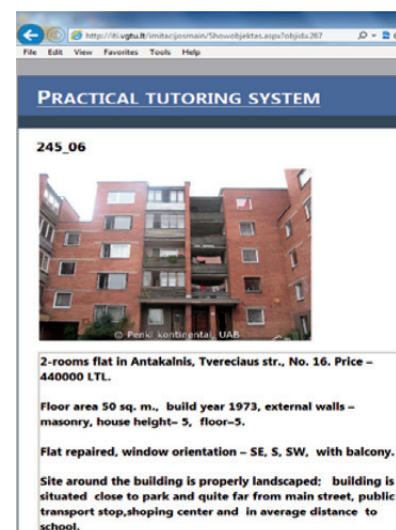 http://iti.vgtu.lt/imitacijosmain/Showobjektas.aspx?objid=267
File Edit View Favorites Tools Help
PRACTICAL TUTORING SYSTEM
245_06
© Penki kontinentai, UAB
2-rooms flat in Antakalnis, Tvereciaus str., No. 16. Price –
440000 LTL.
Floor area 50 sq. m., build year 1973, external walls –
masonry, house height– 5, floor–5.
Flat repaired, window orientation – SE, S, SW, with balcony.
Site around the building is properly landscaped; building is
situated close to park and quite far from main street, public
transport stop,shoping center and in average distance to
school.